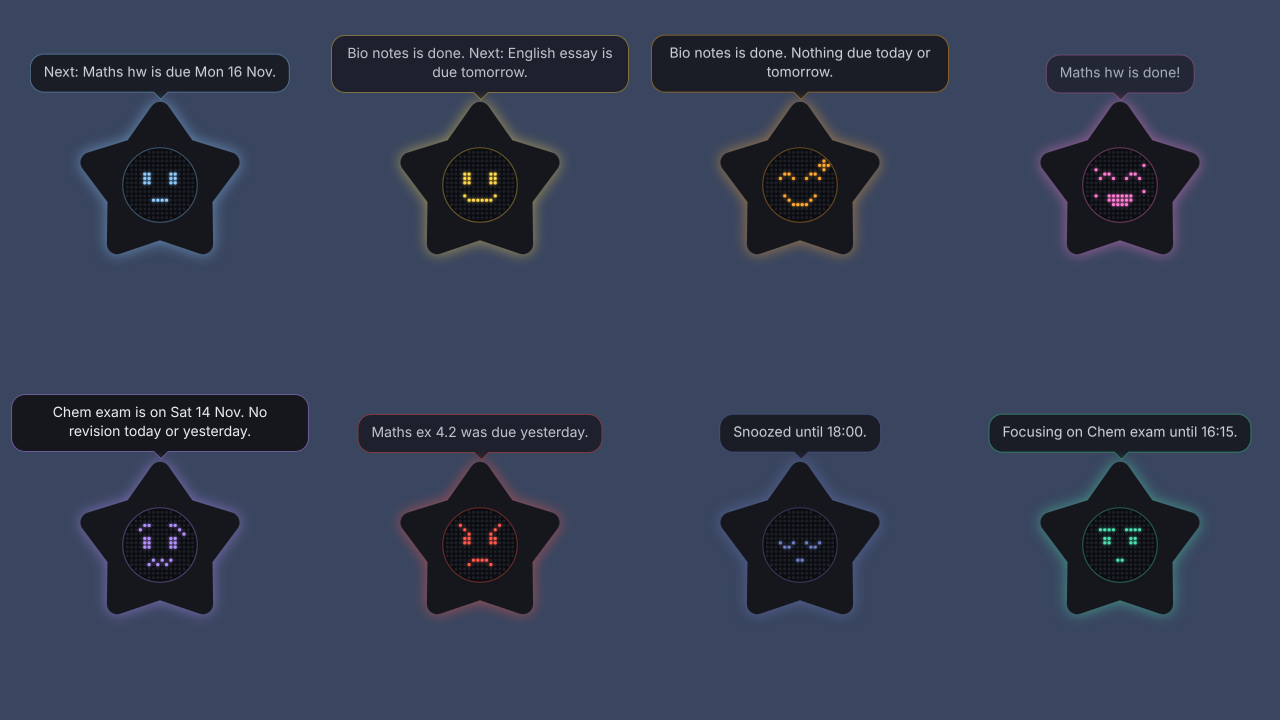 Next: Maths hw is due Mon 16 Nov.
Bio notes is done. Next: English essay is
due tomorrow.
Bio notes is done. Nothing due today or
tomorrow.
Maths hw is done!
Chem exam is on Sat 14 Nov. No
revision today or yesterday.
Maths ex 4.2 was due yesterday.
Snoozed until 18:00.
Focusing on Chem exam until 16:15.